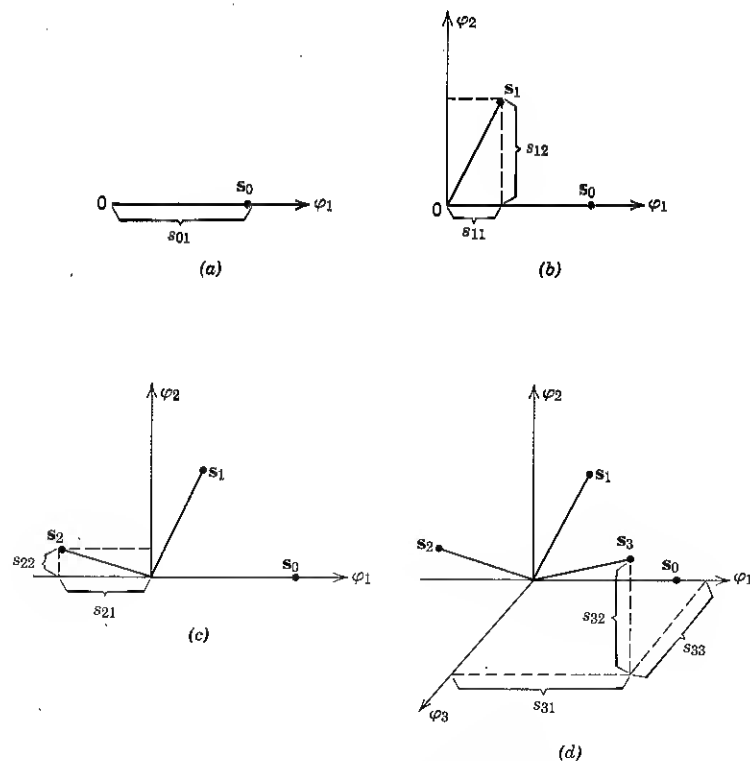 s₀
0
φ₁
s₀₁
(a)
φ₂
s₁
s₁₂
s₀
0
φ₁
s₁₁
(b)
φ₂
s₁
s₂
s₂₂
s₀
φ₁
s₂₁
(c)
φ₂
s₁
s₂
s₃
s₀
φ₁
s₃₂
s₃₃
s₃₁
φ₃
(d)